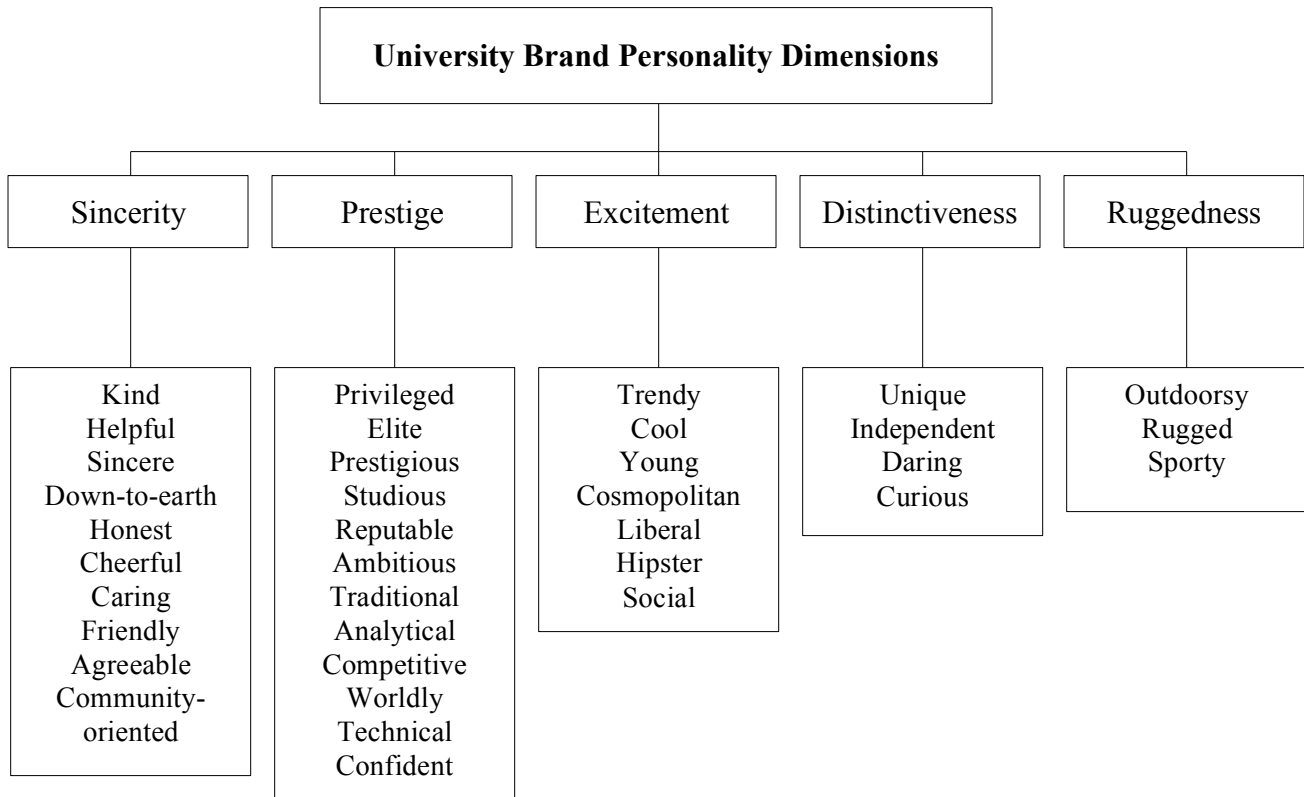 University Brand Personality Dimensions
Sincerity
Prestige
Excitement
Distinctiveness
Ruggedness
Kind
Helpful
Sincere
Down-to-earth
Honest
Cheerful
Caring
Friendly
Agreeable
Community-
oriented
Privileged
Elite
Prestigious
Studious
Reputable
Ambitious
Traditional
Analytical
Competitive
Worldly
Technical
Confident
Trendy
Cool
Young
Cosmopolitan
Liberal
Hipster
Social
Unique
Independent
Daring
Curious
Outdoorsy
Rugged
Sporty